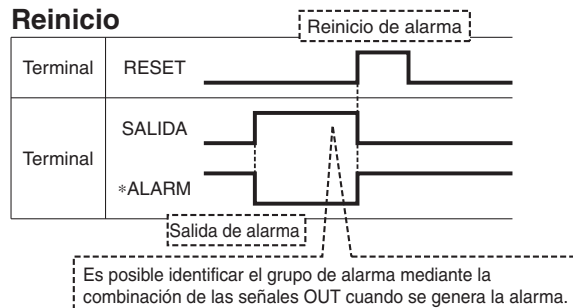 Reinicio
Reinicio de alarma
Terminal RESET
SALIDA
Terminal
*ALARM
Salida de alarma
Es posible identificar el grupo de alarma mediante la
combinación de las señales OUT cuando se genera la alarma.